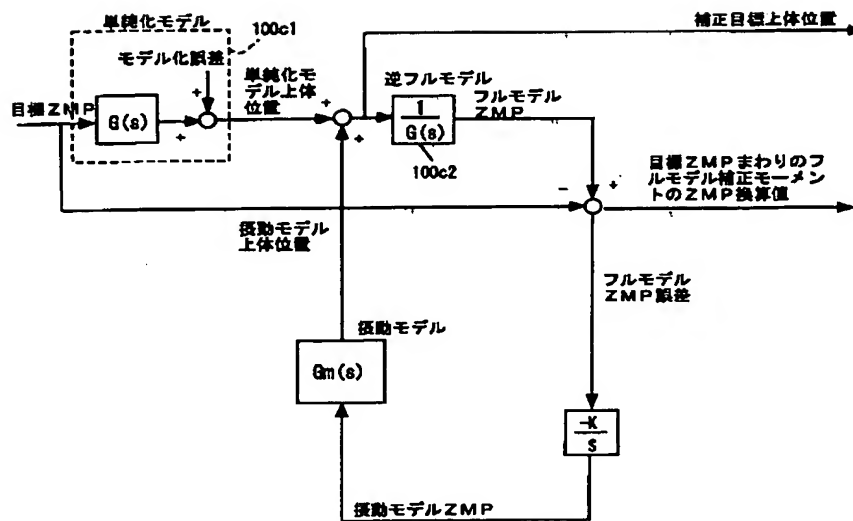 単純化モデル
100c1
モデル化誤差
補正目標上体位置
目標ZMP
G(s)
+
+
単純化モ
デル上体
位置
+
+
逆フルモデル
1
G(s)
100c2
フルモデル
ZMP
-
+
目標ZMPまわりのフ
ルモデル補正モーメン
トのZMP換算値
摂動モデル
上体位置
フルモデル
ZMP誤差
摂動モデル
Gm(s)
-K
S
摂動モデルZMP